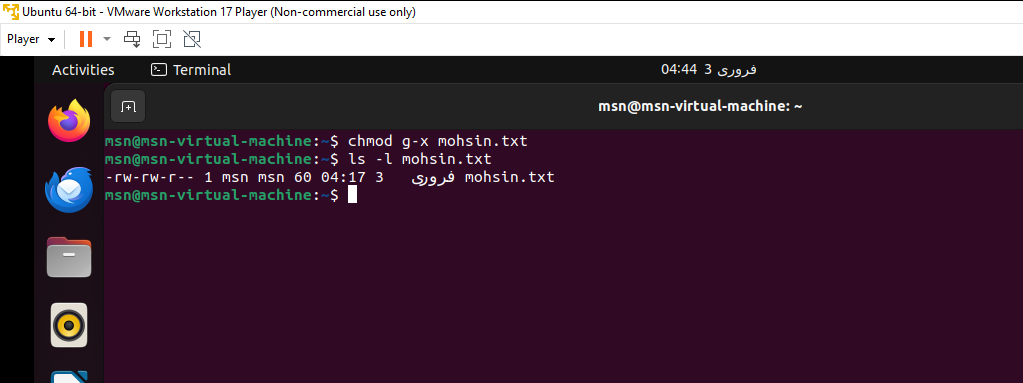 Ubuntu 64-bit - VMware Workstation 17 Player (Non-commercial use only)
Player
Activities
Terminal
فروری 3 04:44
msn@msn-virtual-machine: ~
msn@msn-virtual-machine:~$ chmod g-x mohsin.txt
msn@msn-virtual-machine:~$ ls -l mohsin.txt
-rw-rw-r-- 1 msn msn 60 04:17 3   فروری mohsin.txt
msn@msn-virtual-machine:~$